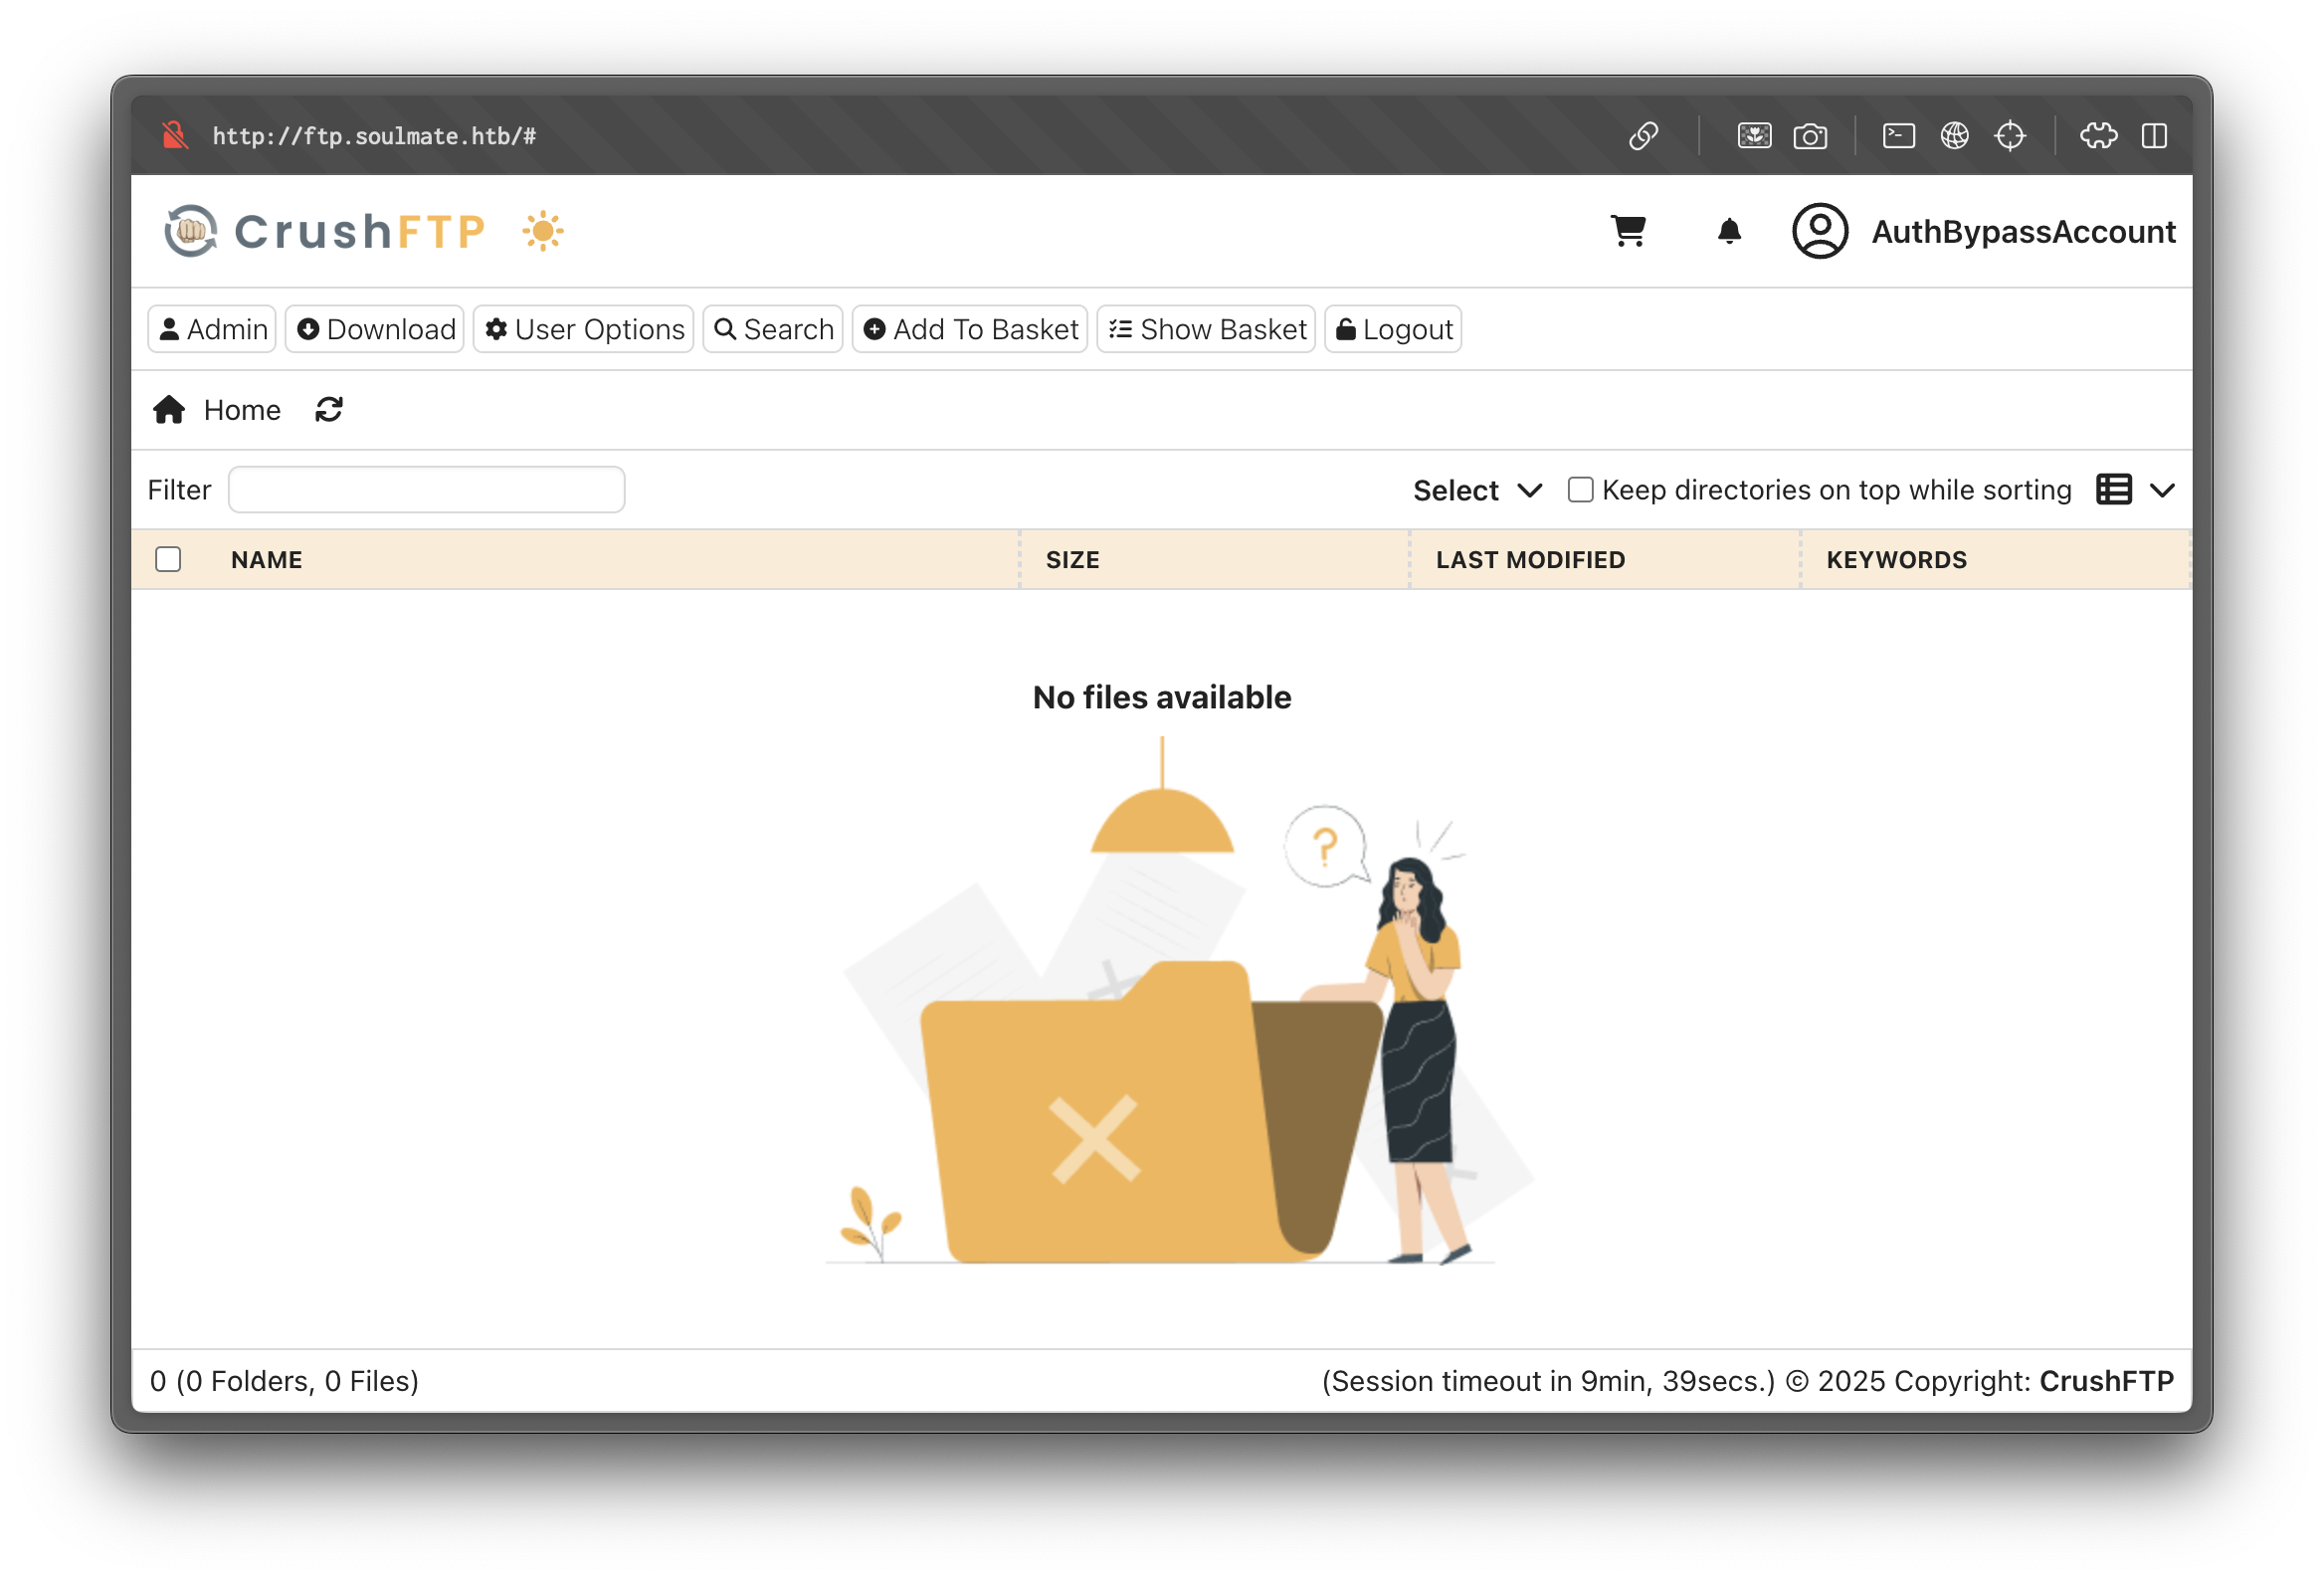 http://ftp.soulmate.htb/#
CrushFTP
AuthBypassAccount
Admin Download User Options Search Add To Basket Show Basket Logout
Home
Filter Select Keep directories on top while sorting
NAME SIZE LAST MODIFIED KEYWORDS
No files available
?
0 (0 Folders, 0 Files) (Session timeout in 9min, 39secs.) © 2025 Copyright: CrushFTP